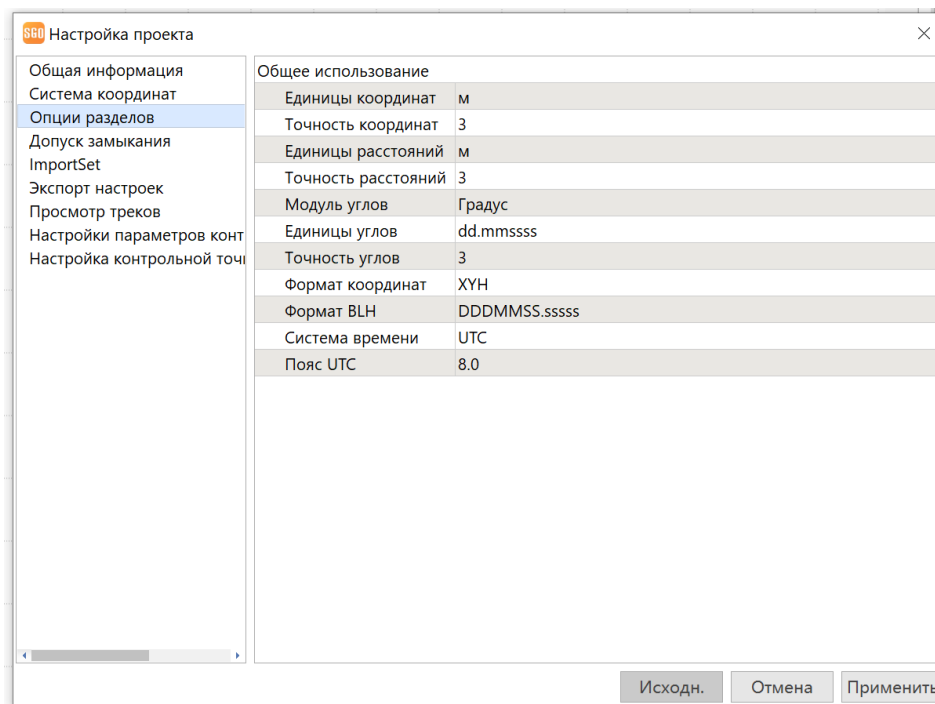 SGO Настройка проекта
Общая информация
Система координат
Опции разделов
Допуск замыкания
ImportSet
Экспорт настроек
Просмотр треков
Настройки параметров конт
Настройка контрольной точ
Общее использование
Единицы координат м
Точность координат 3
Единицы расстояний м
Точность расстояний 3
Модуль углов Градус
Единицы углов dd.mmssss
Точность углов 3
Формат координат XYH
Формат BLH DDDMMSS.sssss
Система времени UTC
Пояс UTC 8.0
Исходн. Отмена Применить